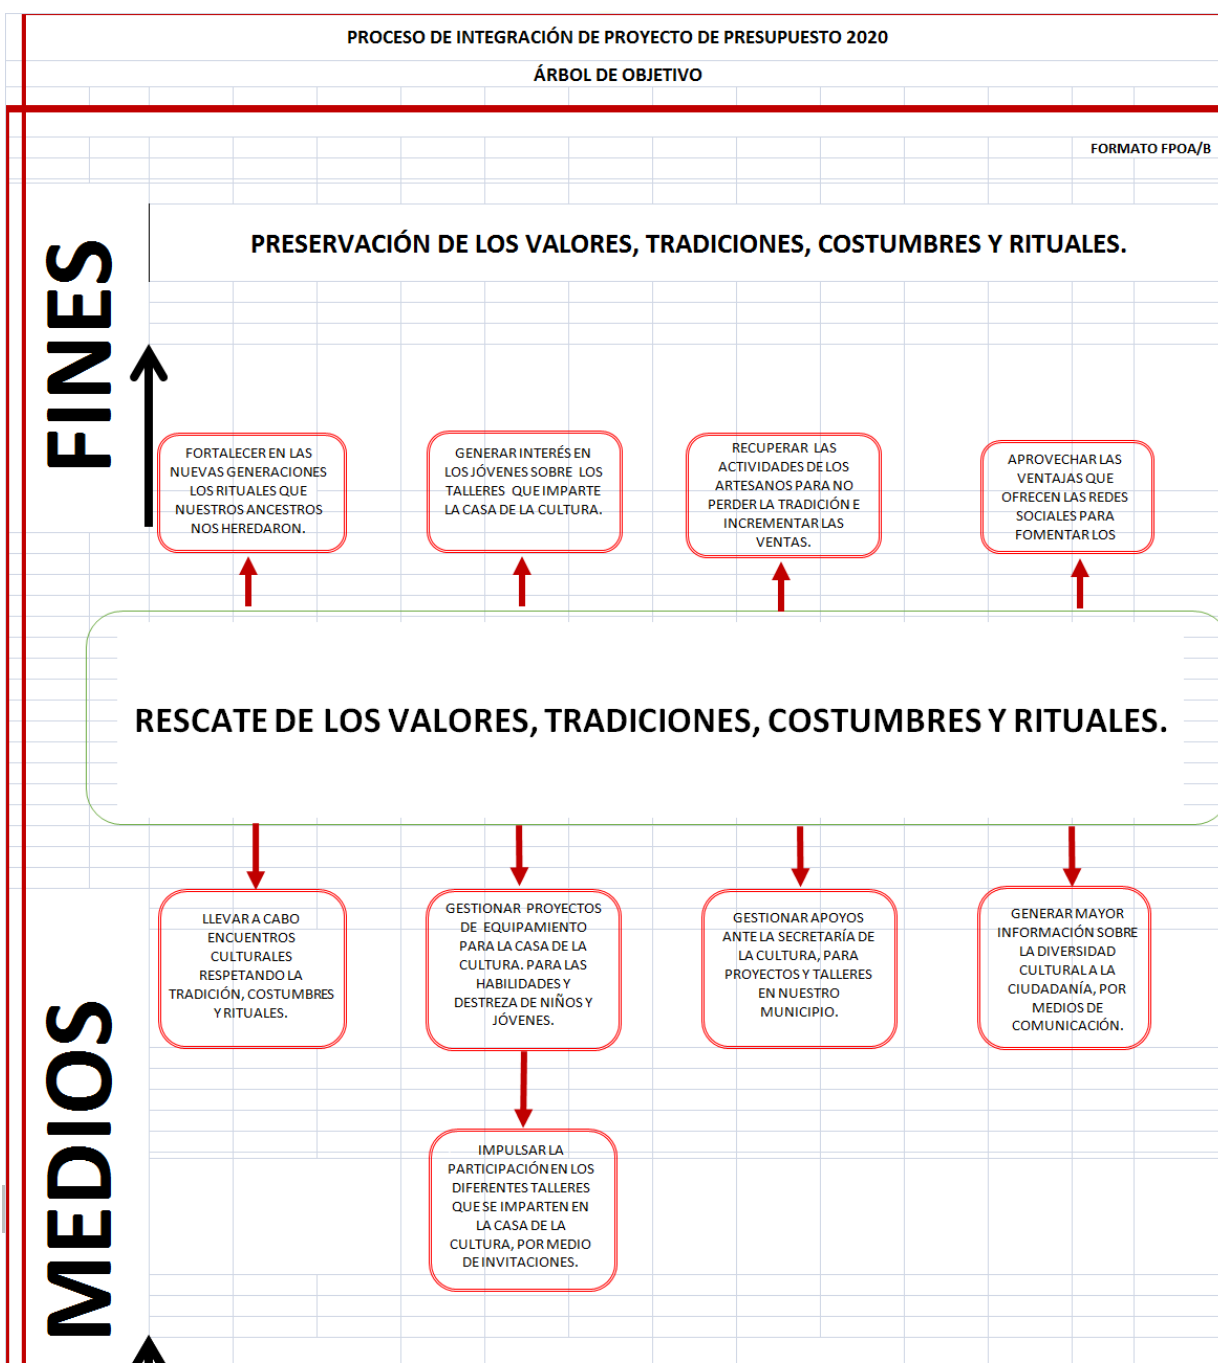 PROCESO DE INTEGRACIÓN DE PROYECTO DE PRESUPUESTO 2020
ÁRBOL DE OBJETIVO
FORMATO FPOA/B
FINES
PRESERVACIÓN DE LOS VALORES, TRADICIONES, COSTUMBRES Y RITUALES.
FORTALECER EN LAS
NUEVAS GENERACIONES
LOS RITUALES QUE
NUESTROS ANCESTROS
NOS HEREDARON.
GENERAR INTERÉS EN
LOS JÓVENES SOBRE LOS
TALLERES QUE IMPARTE
LA CASA DE LA CULTURA.
RECUPERAR LAS
ACTIVIDADES DE LOS
ARTESANOS PARA NO
PERDER LA TRADICIÓN E
INCREMENTAR LAS
VENTAS.
APROVECHAR LAS
VENTAJAS QUE
OFRECEN LAS REDES
SOCIALES PARA
FOMENTAR LOS
RESCATE DE LOS VALORES, TRADICIONES, COSTUMBRES Y RITUALES.
MEDIOS
LLEVAR A CABO
ENCUENTROS
CULTURALES
RESPETANDO LA
TRADICIÓN, COSTUMBRES
Y RITUALES.
GESTIONAR PROYECTOS
DE EQUIPAMIENTO
PARA LA CASA DE LA
CULTURA. PARA LAS
HABILIDADES Y
DESTREZA DE NIÑOS Y
JÓVENES.
GESTIONAR APOYOS
ANTE LA SECRETARÍA DE
LA CULTURA, PARA
PROYECTOS Y TALLERES
EN NUESTRO
MUNICIPIO.
GENERAR MAYOR
INFORMACIÓN SOBRE
LA DIVERSIDAD
CULTURAL A LA
CIUDADANÍA, POR
MEDIOS DE
COMUNICACIÓN.
IMPULSAR LA
PARTICIPACIÓN EN LOS
DIFERENTES TALLERES
QUE SE IMPARTEN EN
LA CASA DE LA
CULTURA, POR MEDIO
DE INVITACIONES.